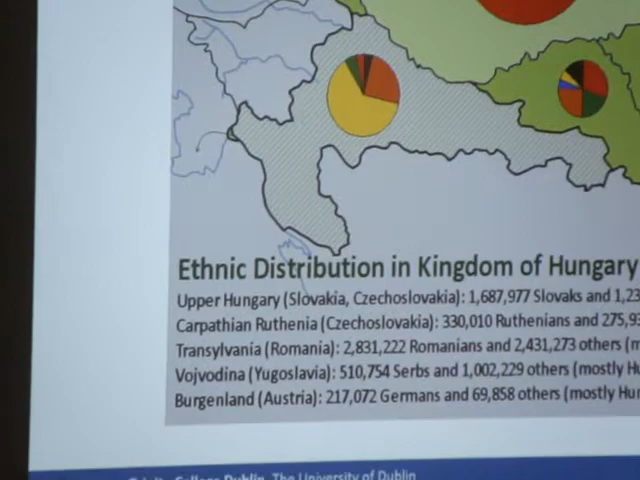 Ethnic Distribution in Kingdom of Hungary
Upper Hungary (Slovakia, Czechoslovakia): 1,687,977 Slovaks and 1,23
Carpathian Ruthenia (Czechoslovakia): 330,010 Ruthenians and 275,93
Transylvania (Romania): 2,831,222 Romanians and 2,431,273 others (m
Vojvodina (Yugoslavia): 510,754 Serbs and 1,002,229 others (mostly Hu
Burgenland (Austria): 217,072 Germans and 69,858 others (mostly Hun
College Dublin, The University of Dublin